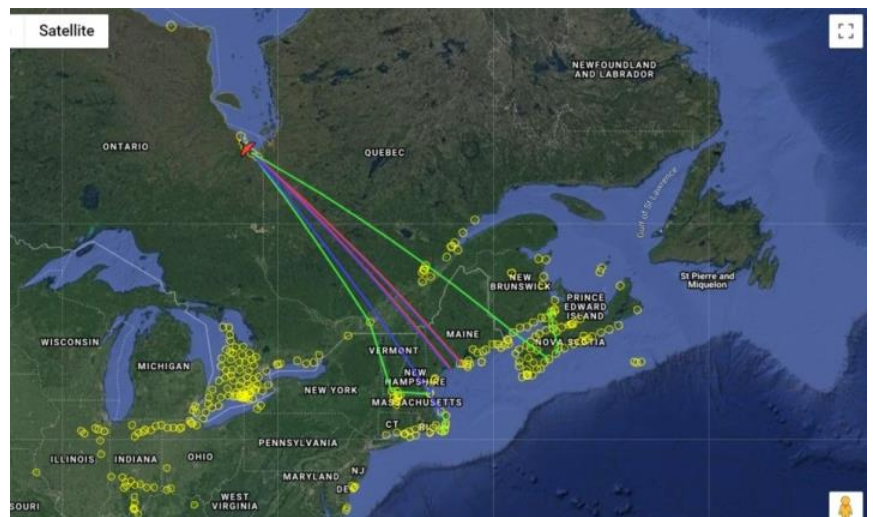 Satellite
NEWFOUNDLAND
AND LABRADOR
ONTARIO
QUEBEC
Gulf of St Lawrence
St Pierre and
Miquelon
NEW
BRUNSWICK
PRINCE
EDWARD
ISLAND
NOVA SCOTIA
MAINE
WISCONSIN
MICHIGAN
VERMONT
NEW
HAMPSHIRE
NEW YORK
MASSACHUSETTS
CT
RI
PENNSYLVANIA
ILLINOIS
INDIANA
OHIO
MARYLAND
NJ
DE
WEST
VIRGINIA
SOURI